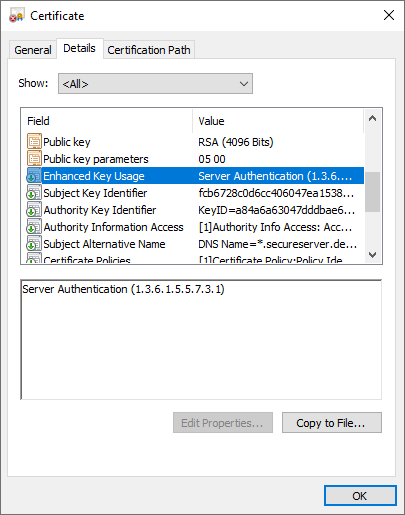 Certificate
General Details Certification Path
Show: <All>
Field Value
Public key RSA (4096 Bits)
Public key parameters 05 00
Enhanced Key Usage Server Authentication (1.3.6....
Subject Key Identifier fcb6728c0d6cc406047ea1538...
Authority Key Identifier KeyID=a84a6a63047dddbae6...
Authority Information Access [1]Authority Info Access: Acc...
Subject Alternative Name DNS Name=*.secureserver.de...
Certificate Policies [1]Certificate Policy:Policy Ide...
Server Authentication (1.3.6.1.5.5.7.3.1)
Edit Properties... Copy to File...
OK